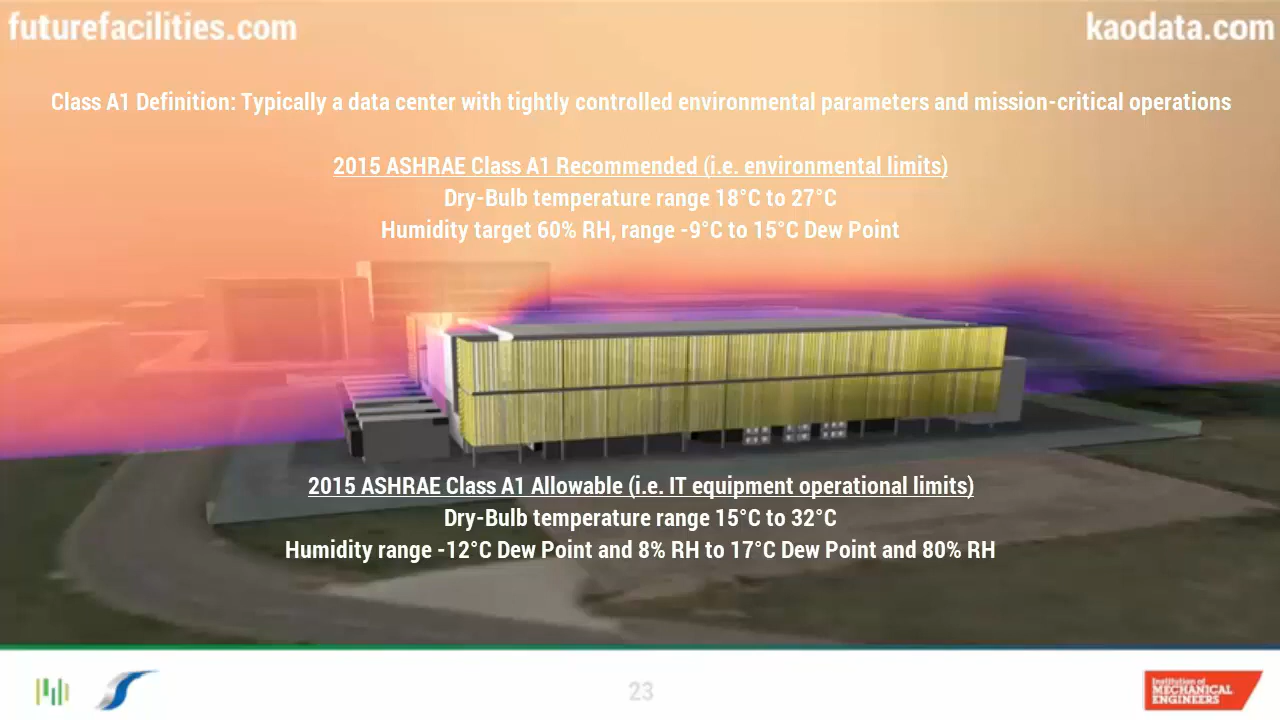 futurefacilities.com
kaodata.com
Class A1 Definition: Typically a data center with tightly controlled environmental parameters and mission-critical operations
2015 ASHRAE Class A1 Recommended (i.e. environmental limits)
Dry-Bulb temperature range 18°C to 27°C
Humidity target 60% RH, range -9°C to 15°C Dew Point
2015 ASHRAE Class A1 Allowable (i.e. IT equipment operational limits)
Dry-Bulb temperature range 15°C to 32°C
Humidity range -12°C Dew Point and 8% RH to 17°C Dew Point and 80% RH
23
Institution of
MECHANICAL
ENGINEERS